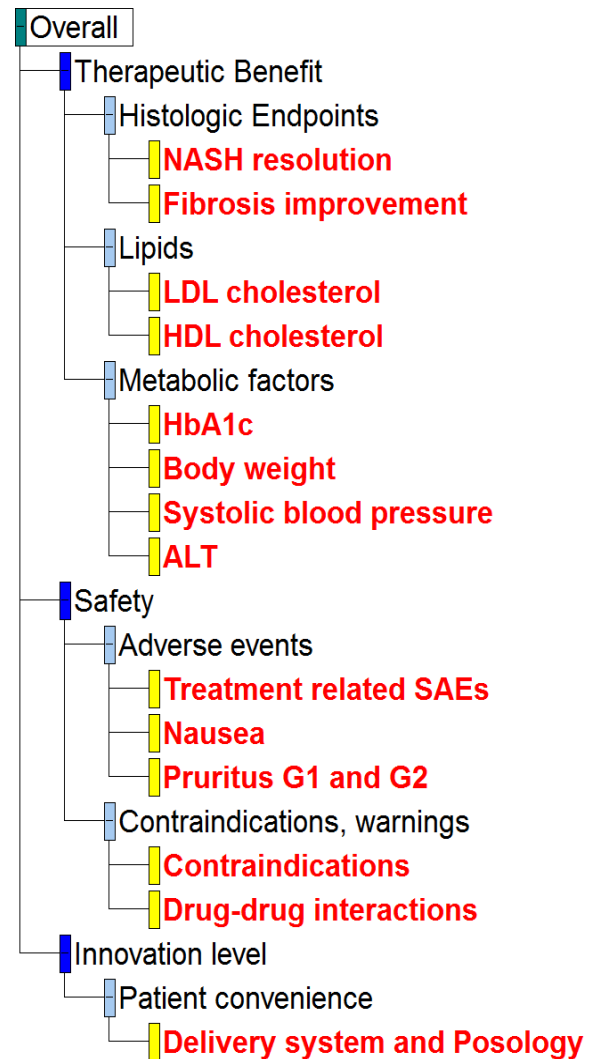 Overall
Therapeutic Benefit
Histologic Endpoints
NASH resolution
Fibrosis improvement
Lipids
LDL cholesterol
HDL cholesterol
Metabolic factors
HbA1c
Body weight
Systolic blood pressure
ALT
Safety
Adverse events
Treatment related SAEs
Nausea
Pruritus G1 and G2
Contraindications, warnings
Contraindications
Drug-drug interactions
Innovation level
Patient convenience
Delivery system and Posology